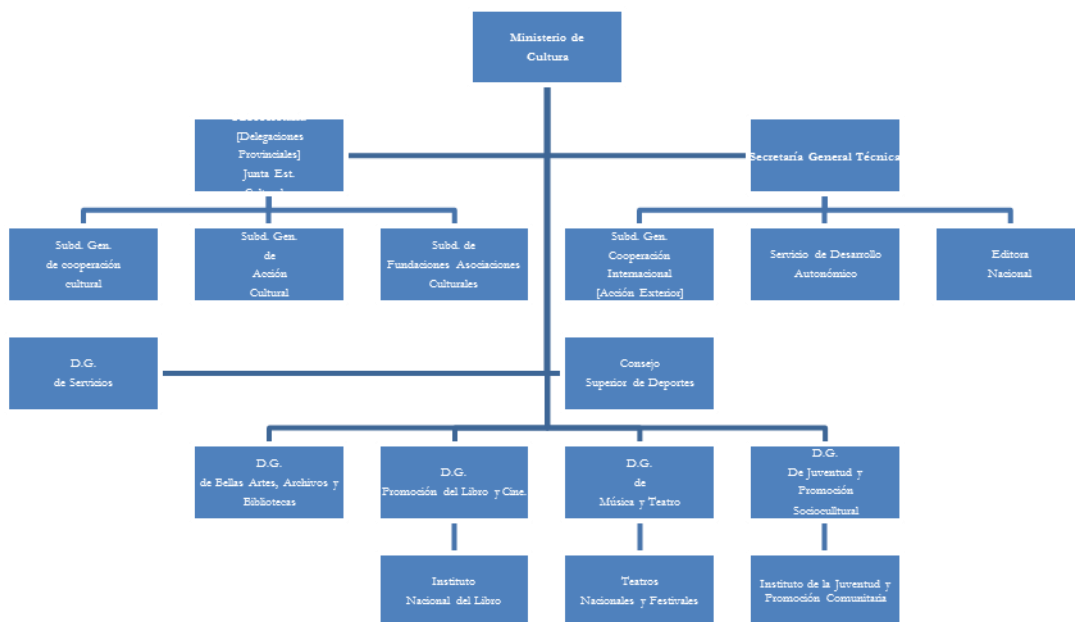 Ministerio de
Cultura
[Delegaciones
Provinciales]
Junta Est.
Secretaría General Técnica
Subd. Gen.
de cooperación
cultural
Subd. Gen.
de
Acción
Cultural
Subd. de
Fundaciones Asociaciones
Culturales
Subd. Gen.
Cooperación
Internacional
[Acción Exterior]
Servicio de Desarrollo
Autonómico
Editora
Nacional
D.G.
de Servicios
Consejo
Superior de Deportes
D.G.
de Bellas Artes, Archivos y
Bibliotecas
D.G.
Promoción del Libro y Cine.
D.G.
de
Música y Teatro
D.G.
De Juventud y
Promoción
Sociocultural
Instituto
Nacional del Libro
Teatros
Nacionales y Festivales
Instituto de la Juventud y
Promoción Comunitaria